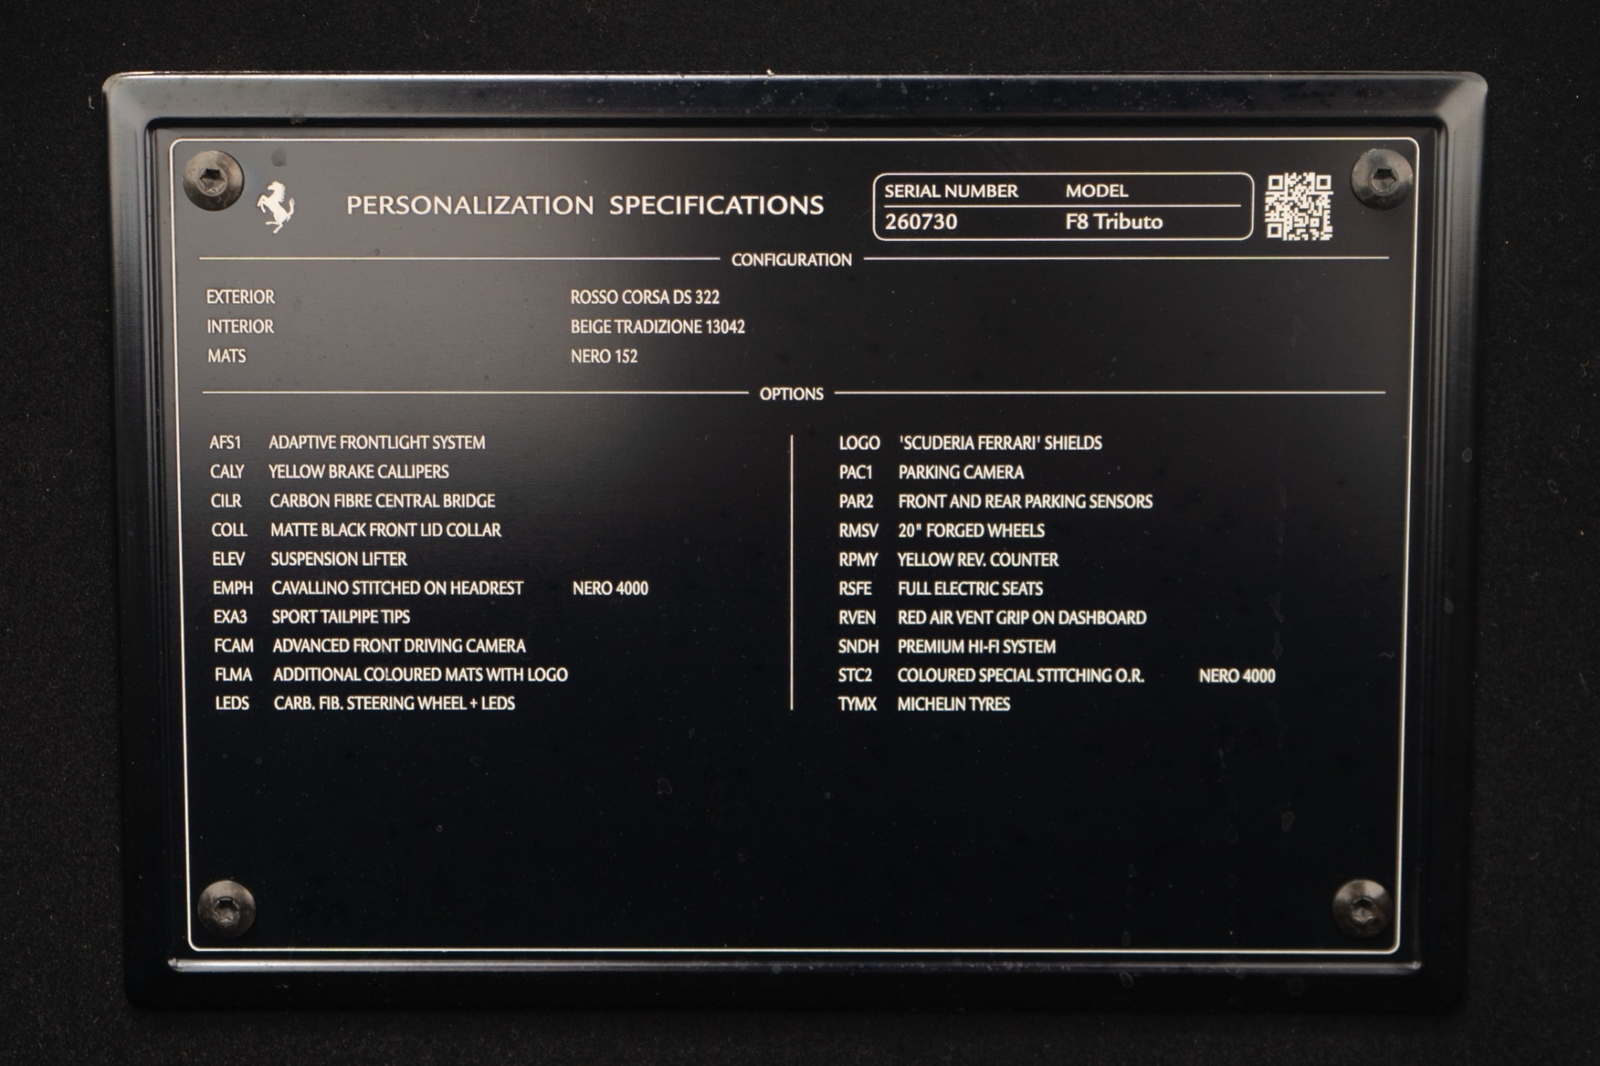 PERSONALIZATION SPECIFICATIONS
SERIAL NUMBER MODEL
260730 F8 Tributo
CONFIGURATION
EXTERIOR ROSSO CORSA DS 322
INTERIOR BEIGE TRADIZIONE 13042
MATS NERO 152
OPTIONS
AFS1 ADAPTIVE FRONTLIGHT SYSTEM
CALY YELLOW BRAKE CALLIPERS
CILR CARBON FIBRE CENTRAL BRIDGE
COLL MATTE BLACK FRONT LID COLLAR
ELEV SUSPENSION LIFTER
EMPH CAVALLINO STITCHED ON HEADREST NERO 4000
EXA3 SPORT TAILPIPE TIPS
FCAM ADVANCED FRONT DRIVING CAMERA
FLMA ADDITIONAL COLOURED MATS WITH LOGO
LEDS CARB. FIB. STEERING WHEEL + LEDS
LOGO 'SCUDERIA FERRARI' SHIELDS
PAC1 PARKING CAMERA
PAR2 FRONT AND REAR PARKING SENSORS
RMSV 20" FORGED WHEELS
RPMY YELLOW REV. COUNTER
RSFE FULL ELECTRIC SEATS
RVEN RED AIR VENT GRIP ON DASHBOARD
SNDH PREMIUM HI-FI SYSTEM
STC2 COLOURED SPECIAL STITCHING O.R. NERO 4000
TYMX MICHELIN TYRES